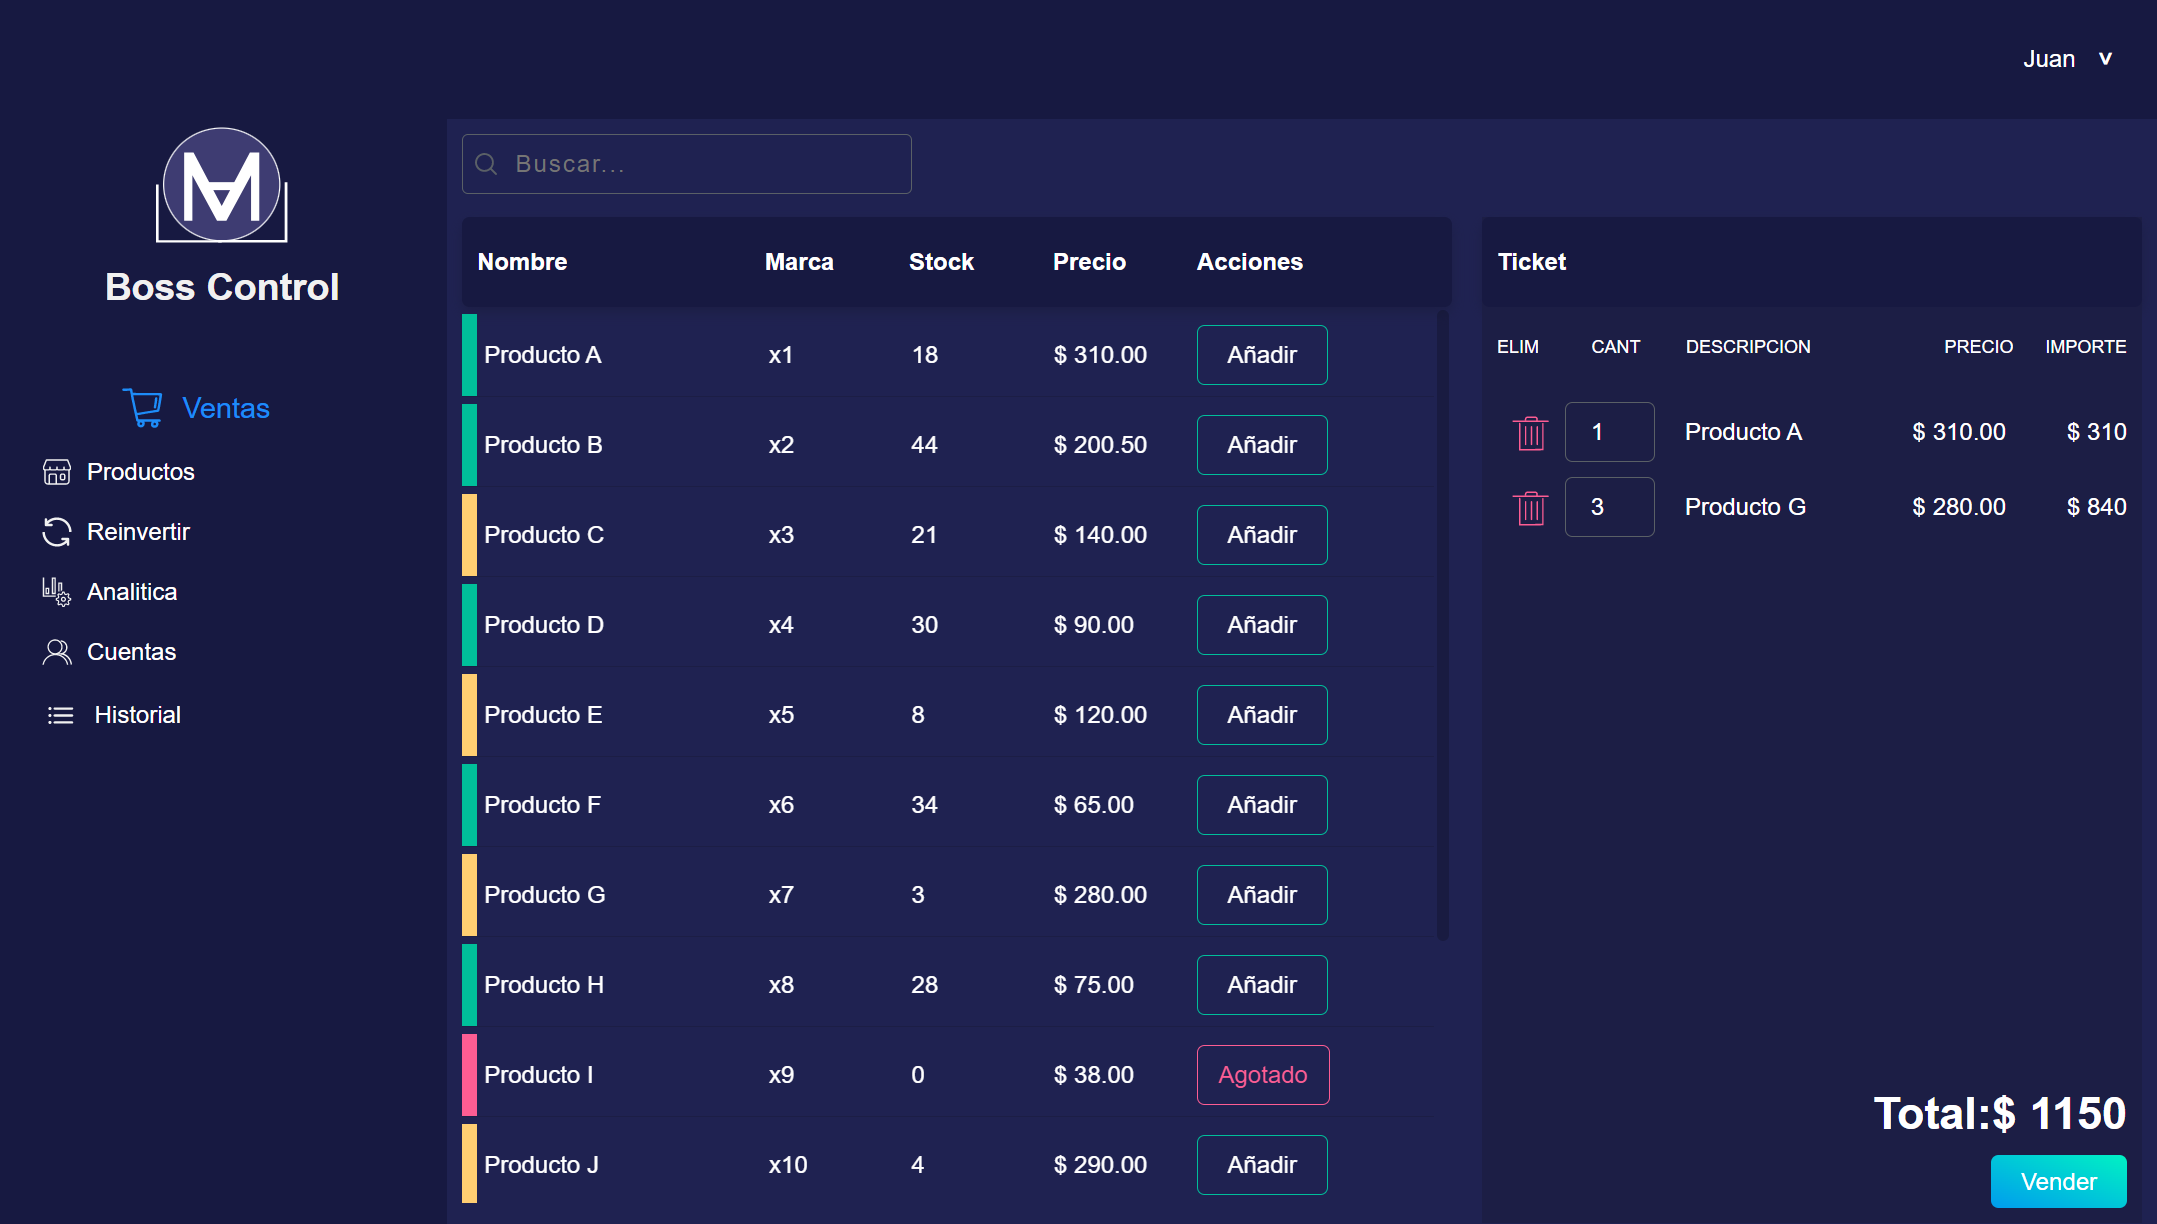 Juan v
Boss Control
Ventas
Productos
Reinvertir
Analitica
Cuentas
Historial
Buscar...
Nombre Marca Stock Precio Acciones
Producto A x1 18 $ 310.00 Añadir
Producto B x2 44 $ 200.50 Añadir
Producto C x3 21 $ 140.00 Añadir
Producto D x4 30 $ 90.00 Añadir
Producto E x5 8 $ 120.00 Añadir
Producto F x6 34 $ 65.00 Añadir
Producto G x7 3 $ 280.00 Añadir
Producto H x8 28 $ 75.00 Añadir
Producto I x9 0 $ 38.00 Agotado
Producto J x10 4 $ 290.00 Añadir
Ticket
ELIM CANT DESCRIPCION PRECIO IMPORTE
1 Producto A $ 310.00 $ 310
3 Producto G $ 280.00 $ 840
Total:$ 1150
Vender